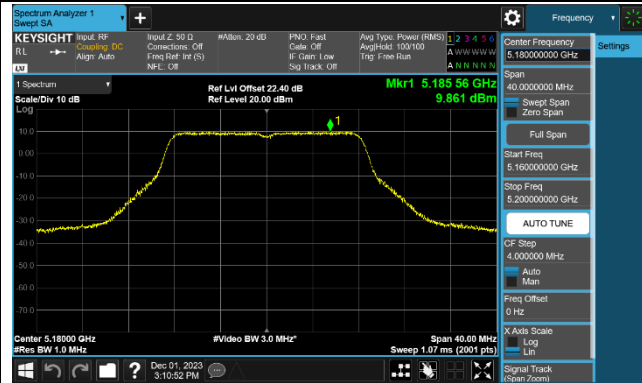 Spectrum Analyzer 1
Swept SA
Frequency
KEYSIGHT
RL
LXI
Input: RF
Coupling: DC
Align: Auto
Input Z: 50 Ω
Corrections: Off
Freq Ref: Int (S)
NFE: Off
#Atten: 20 dB
PNO: Fast
Gate: Off
IF Gain: Low
Sig Track: Off
Avg Type: Power (RMS)
Avg|Hold: 100/100
Trig: Free Run
1 2 3 4 5 6
A W W W W W
A N N N N N
1 Spectrum
Scale/Div 10 dB
Log
Ref Lvl Offset 22.40 dB
Ref Level 20.00 dBm
Mkr1 5.185 56 GHz
9.861 dBm
1
10.0
0.00
-10.0
-20.0
-30.0
-40.0
-50.0
-60.0
-70.0
Center 5.18000 GHz
#Res BW 1.0 MHz
#Video BW 3.0 MHz*
Span 40.00 MHz
Sweep 1.07 ms (2001 pts)
Dec 01, 2023
3:10:52 PM
?
Center Frequency
5.180000000 GHz
Span
40.0000000 MHz
Swept Span
Zero Span
Full Span
Start Freq
5.160000000 GHz
Stop Freq
5.200000000 GHz
AUTO TUNE
CF Step
4.000000 MHz
Auto
Man
Freq Offset
0 Hz
X Axis Scale
Log
Lin
Signal Track
(Span Zoom)
Settings